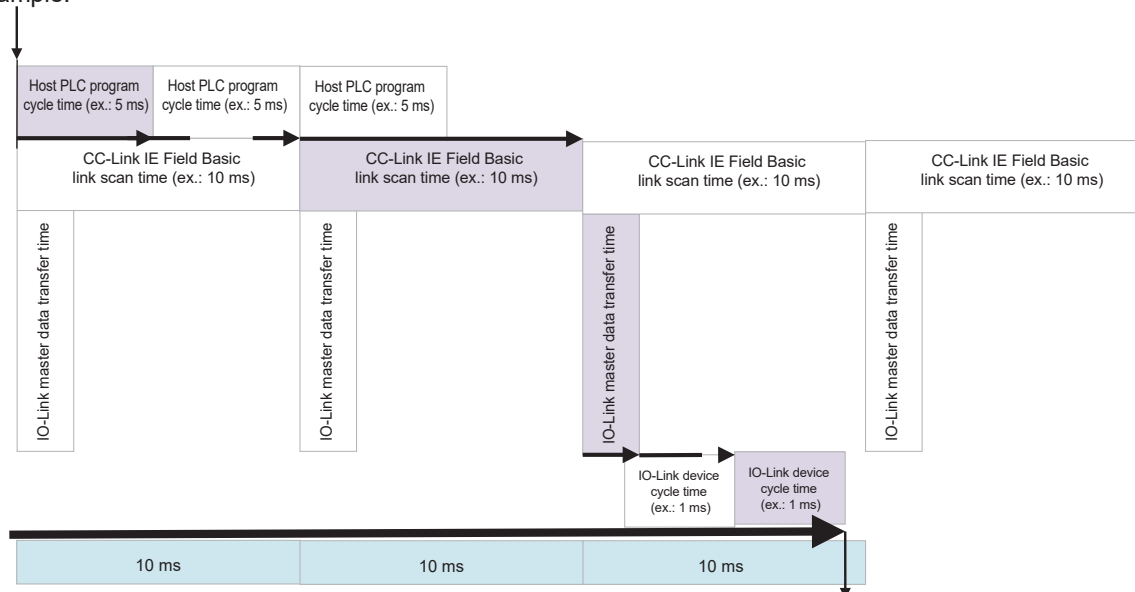 ample:
Host PLC program
cycle time (ex.: 5 ms)
Host PLC program
cycle time (ex.: 5 ms)
Host PLC program
cycle time (ex.: 5 ms)
CC-Link IE Field Basic
link scan time (ex.: 10 ms)
CC-Link IE Field Basic
link scan time (ex.: 10 ms)
CC-Link IE Field Basic
link scan time (ex.: 10 ms)
CC-Link IE Field Basic
link scan time (ex.: 10 ms)
IO-Link master data transfer time
IO-Link master data transfer time
IO-Link master data transfer time
IO-Link master data transfer time
IO-Link device
cycle time
(ex.: 1 ms)
IO-Link device
cycle time
(ex.: 1 ms)
10 ms
10 ms
10 ms